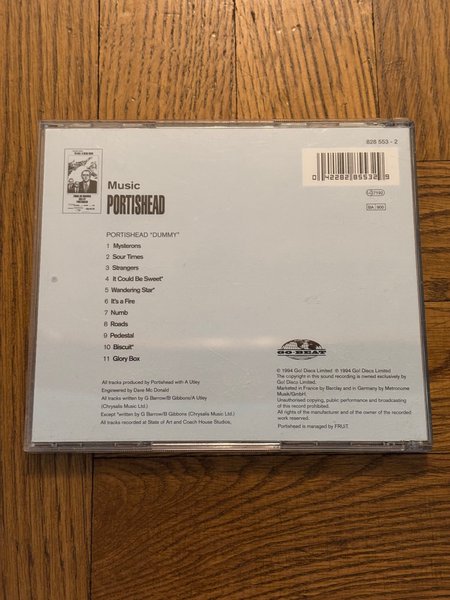 828 553 - 2
0 42282 85532 9
Music
PORTISHEAD
PORTISHEAD "DUMMY"
1 Mysterons
2 Sour Times
3 Strangers
4 It Could Be Sweet*
5 Wandering Star*
6 It's a Fire
7 Numb
8 Roads
9 Pedestal
10 Biscuit*
11 Glory Box
All tracks produced by Portishead with A Utley
Engineered by Dave Mc Donald
All tracks written by G Barrow/B Gibbons/A Utley
(Chrysalis Music Ltd.)
Except *written by G Barrow/B Gibbons (Chrysalis Music Ltd.)
All tracks recorded at State of Art and Coach House Studios,
GO·BEAT
℗ 1994 Go! Discs Limited. © 1994 Go! Discs Limited.
The copyright in this sound recording is owned exclusively by
Go! Discs Limited.
Marketed in France by Barclay and in Germany by Metronome
Musik/GmbH.
Unauthorised copying, public performance and broadcasting
of this record prohibited.
All rights of the manufacturer and of the owner of the recorded
work reserved.
Portishead is managed by FRUIT.